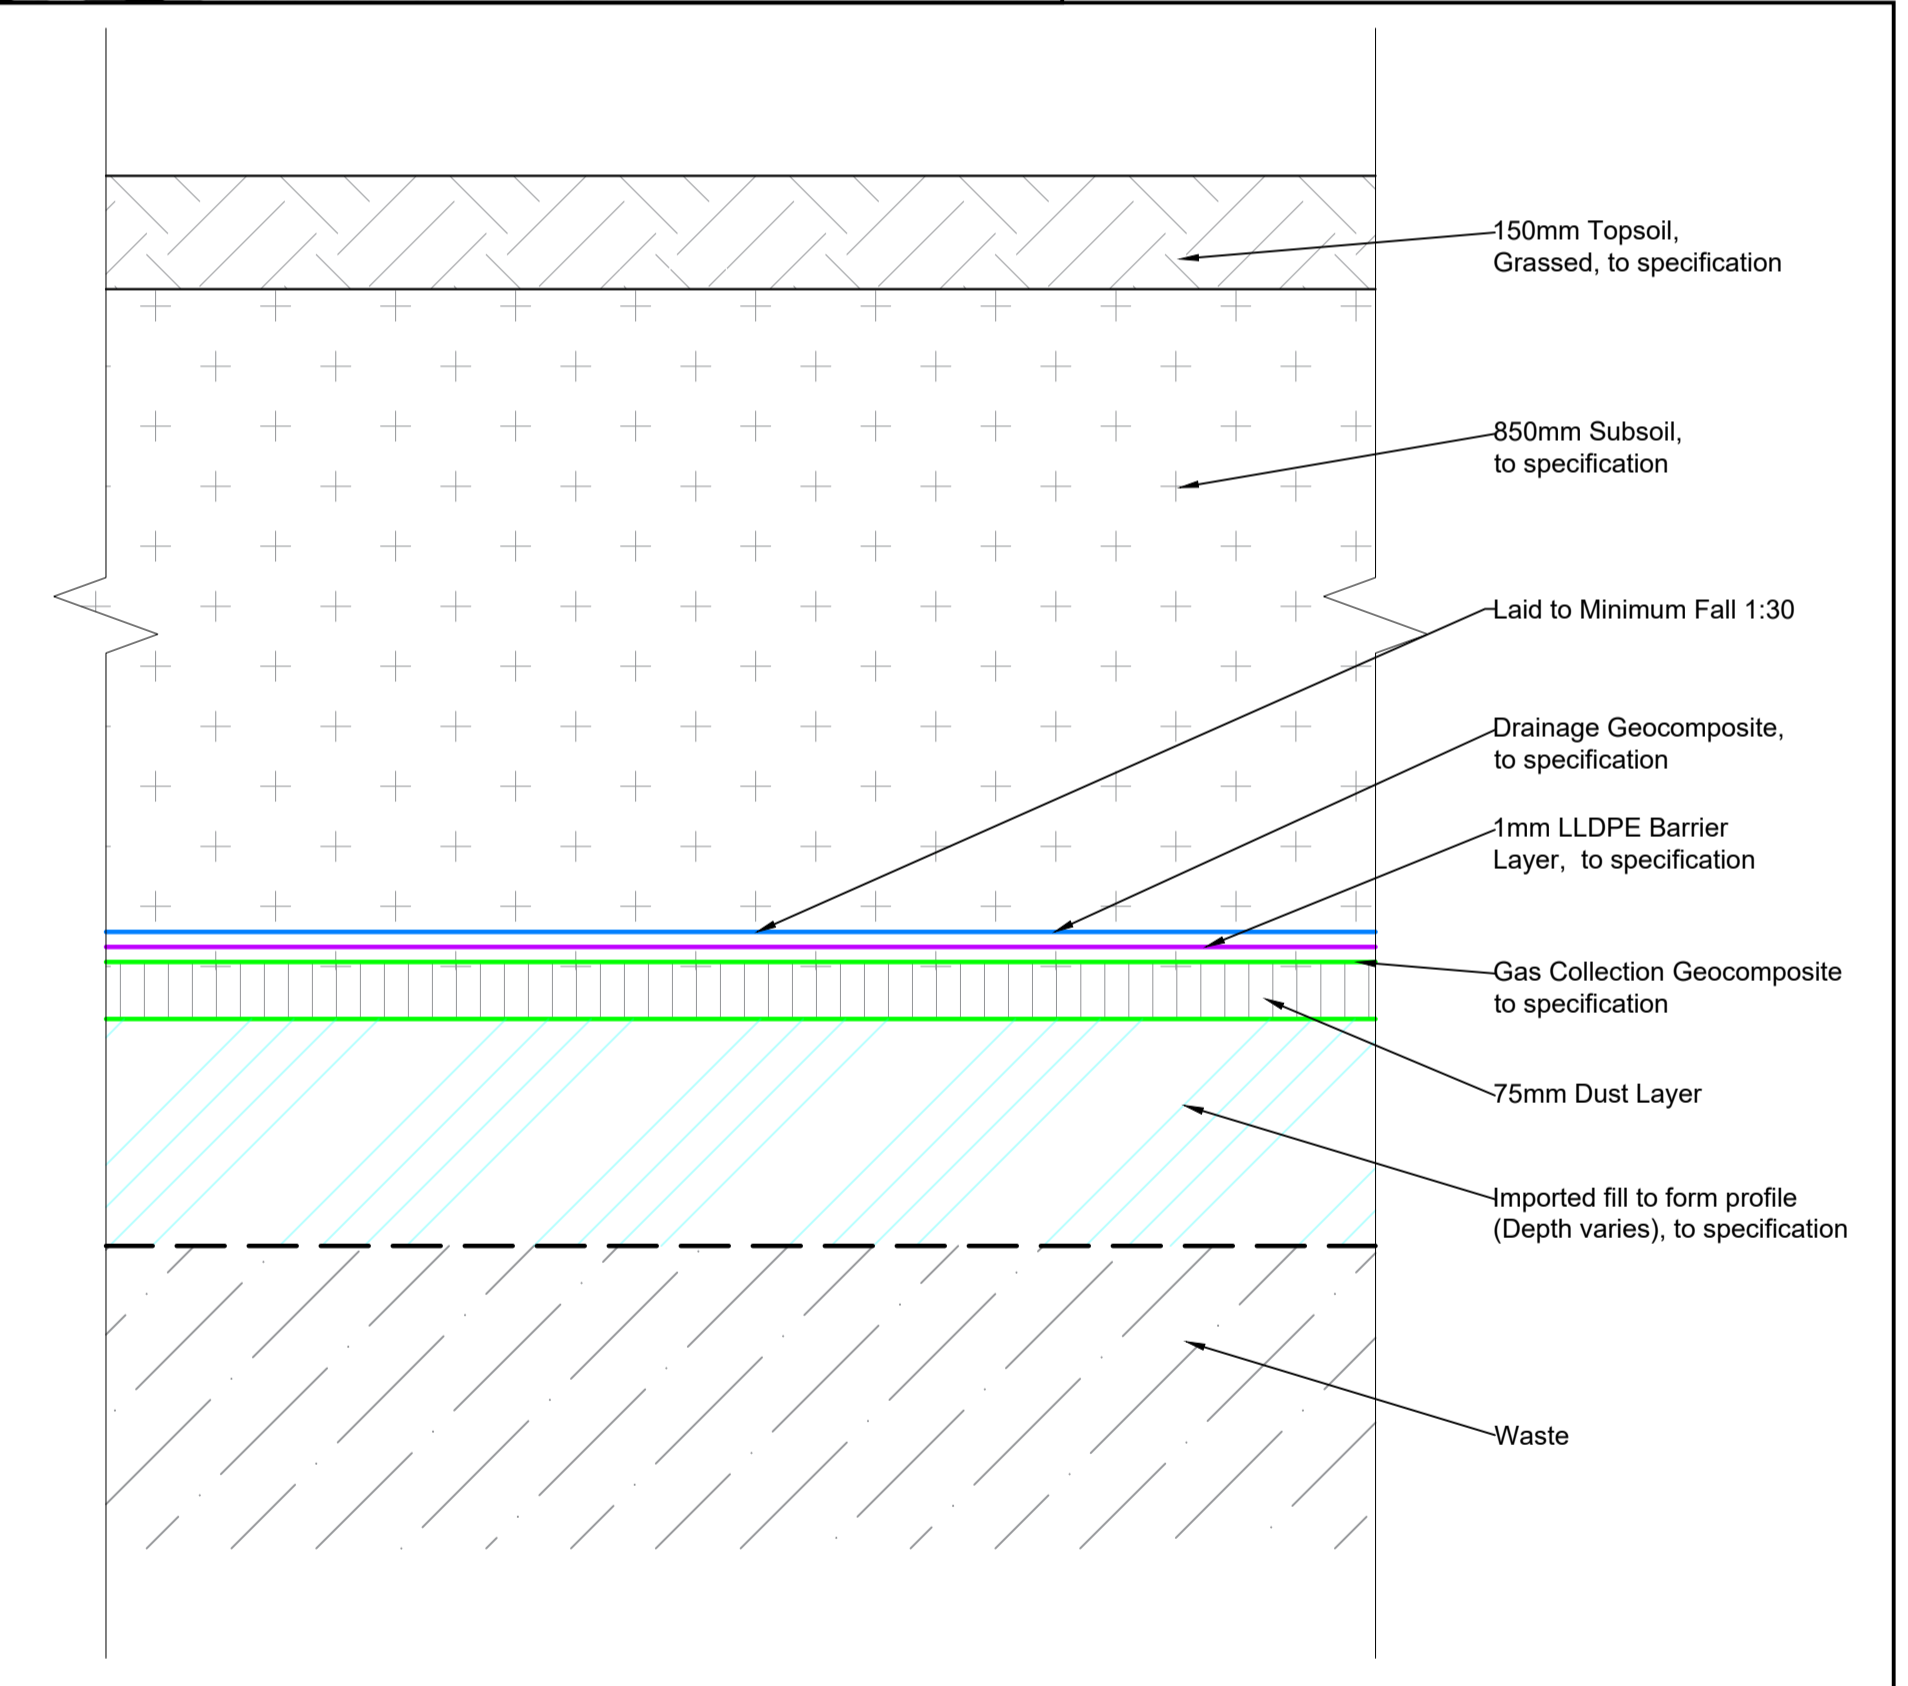 150mm Topsoil,
Grassed, to specification
850mm Subsoil,
to specification
Laid to Minimum Fall 1:30
Drainage Geocomposite,
to specification
1mm LLDPE Barrier
Layer,  to specification
Gas Collection Geocomposite
to specification
75mm Dust Layer
Imported fill to form profile
(Depth varies), to specification
Waste